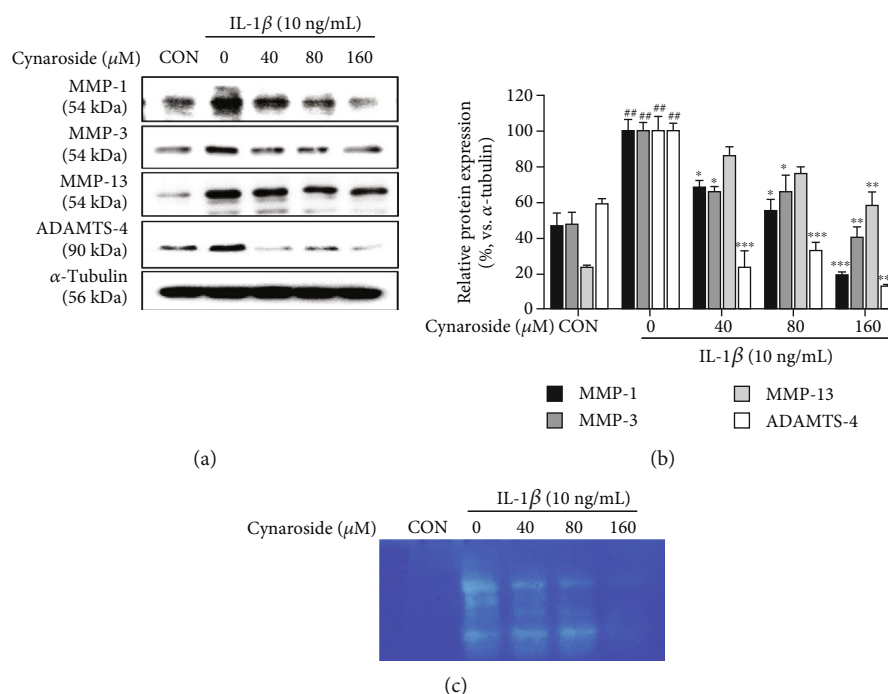 IL-1β (10 ng/mL)
Cynaroside (μM) CON 0 40 80 160
MMP-1
(54 kDa)
MMP-3
(54 kDa)
MMP-13
(54 kDa)
ADAMTS-4
(90 kDa)
α-Tubulin
(56 kDa)
(a)
Relative protein expression
(%, vs. α-tubulin)
120
100
80
60
40
20
0
## ## ## ##
* * ***
* * ***
*** ** ** **
Cynaroside (μM) CON 0 40 80 160
IL-1β (10 ng/mL)
MMP-1
MMP-3
MMP-13
ADAMTS-4
(b)
IL-1β (10 ng/mL)
Cynaroside (μM) CON 0 40 80 160
(c)